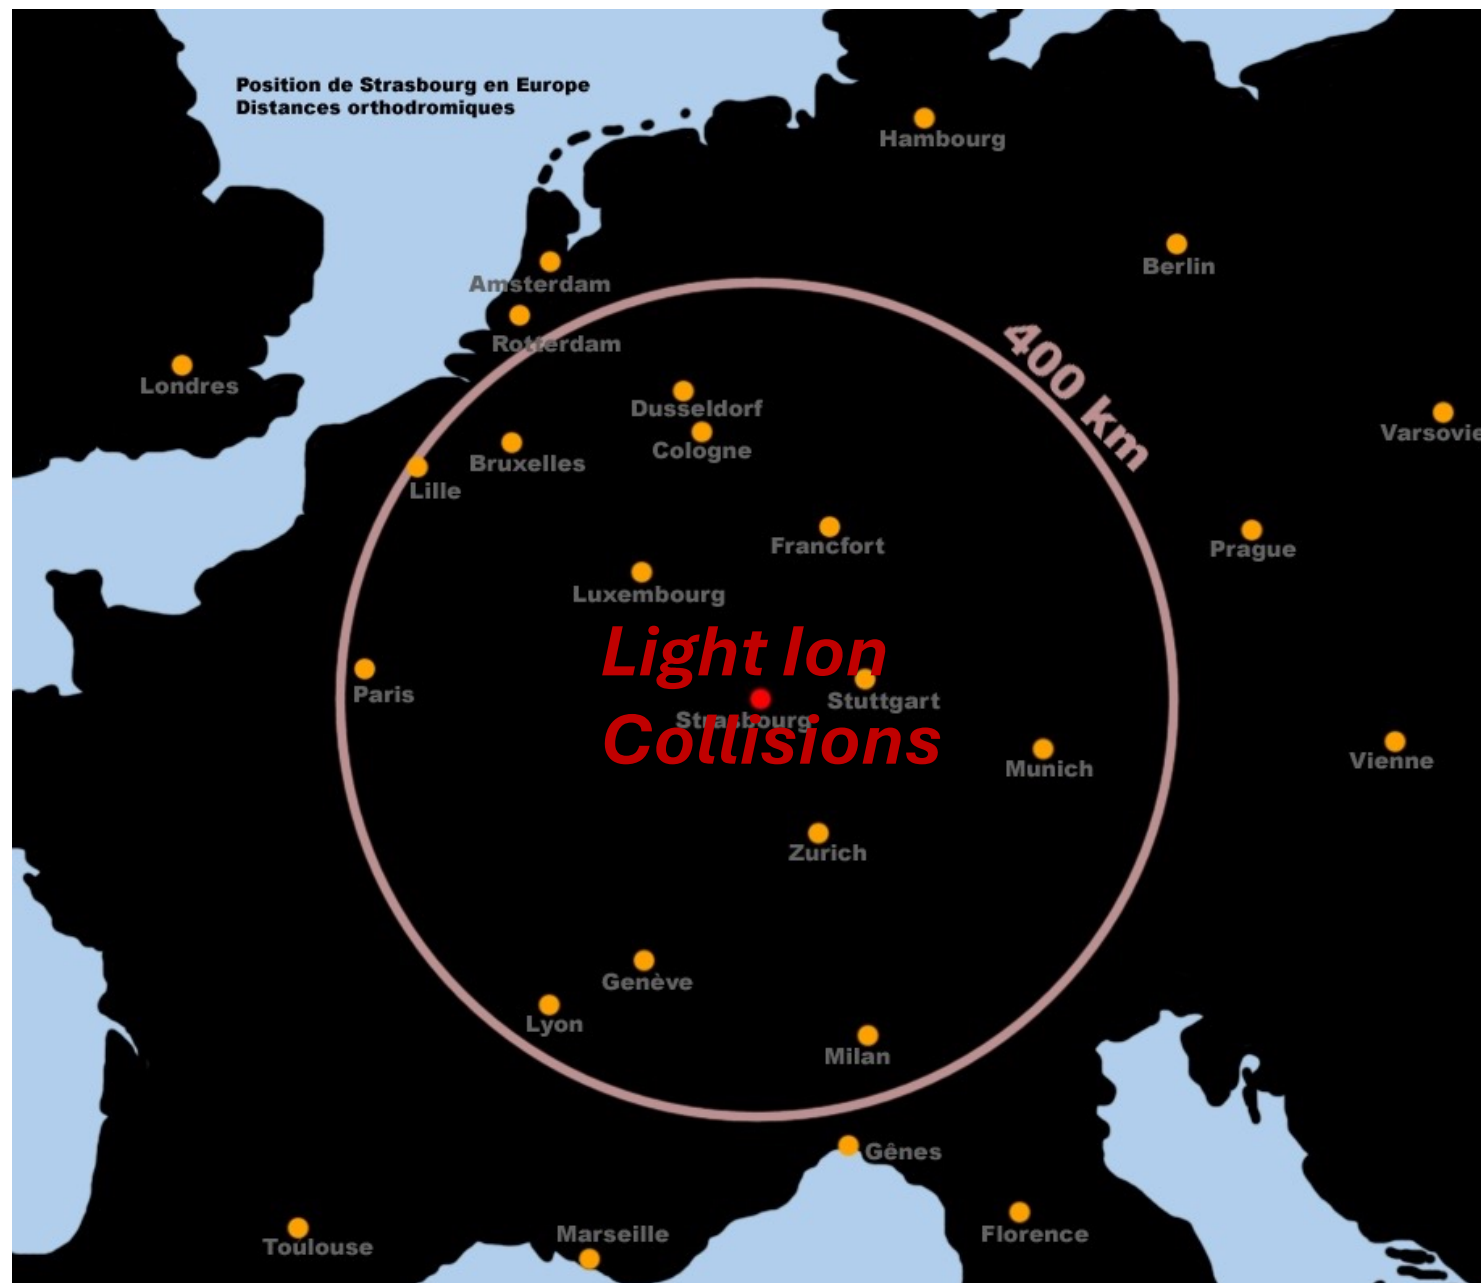 Position de Strasbourg en Europe
Distances orthodromiques
Hambourg
Berlin
Amsterdam
Rotterdam
400 km
Londres
Dusseldorf
Varsovie
Cologne
Bruxelles
Lille
Francfort
Prague
Luxembourg
Light Ion
Paris
Stuttgart
Strasbourg
Collisions
Vienne
Munich
Zurich
Genève
Lyon
Milan
Gênes
Marseille
Florence
Toulouse